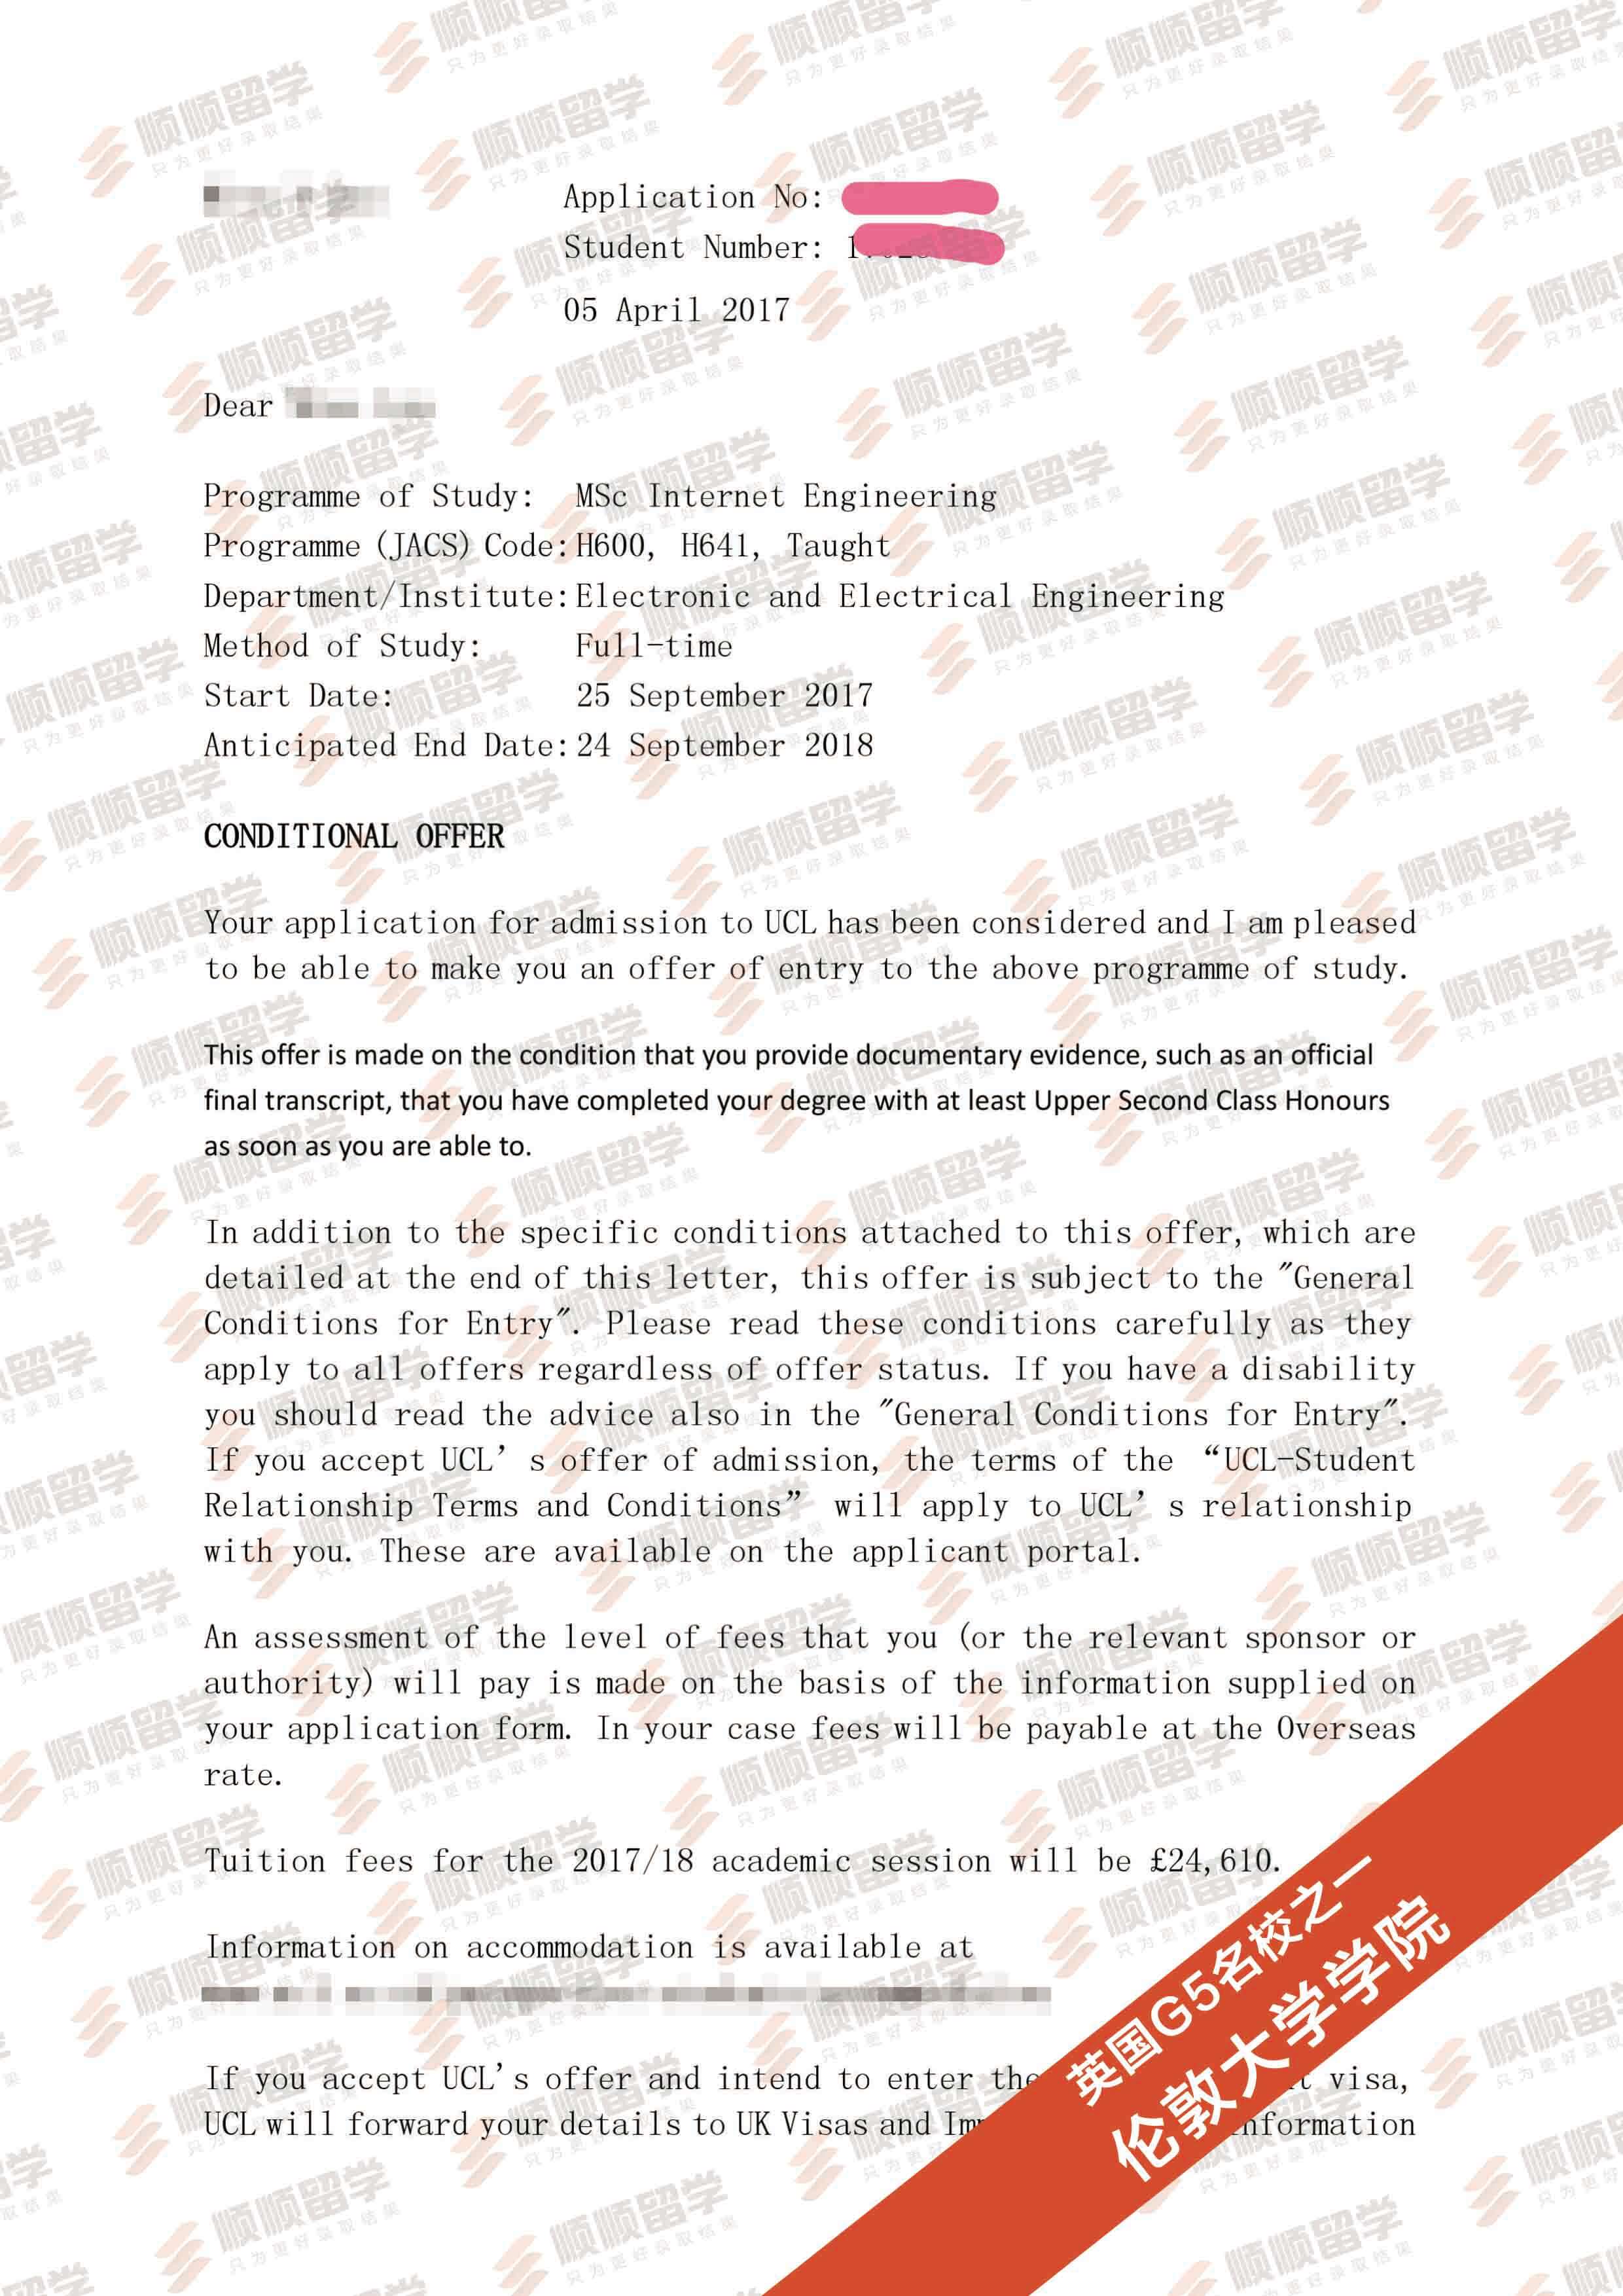 Application No:
Student Number:
05 April 2017
Dear
Programme of Study: MSc Internet Engineering
Programme (JACS) Code: H600, H641, Taught
Department/Institute: Electronic and Electrical Engineering
Method of Study: Full-time
Start Date: 25 September 2017
Anticipated End Date: 24 September 2018
CONDITIONAL OFFER
Your application for admission to UCL has been considered and I am pleased
to be able to make you an offer of entry to the above programme of study.
This offer is made on the condition that you provide documentary evidence, such as an official
final transcript, that you have completed your degree with at least Upper Second Class Honours
as soon as you are able to.
In addition to the specific conditions attached to this offer, which are
detailed at the end of this letter, this offer is subject to the "General
Conditions for Entry". Please read these conditions carefully as they
apply to all offers regardless of offer status. If you have a disability
you should read the advice also in the "General Conditions for Entry".
If you accept UCL’s offer of admission, the terms of the “UCL-Student
Relationship Terms and Conditions” will apply to UCL’s relationship
with you. These are available on the applicant portal.
An assessment of the level of fees that you (or the relevant sponsor or
authority) will pay is made on the basis of the information supplied on
your application form. In your case fees will be payable at the Overseas
rate.
Tuition fees for the 2017/18 academic session will be £24,610.
Information on accommodation is available at
If you accept UCL’s offer and intend to enter the visa,
UCL will forward your details to UK Visas and information
英国G5名校之一
伦敦大学学院
顺顺留学
只为更好录取结果